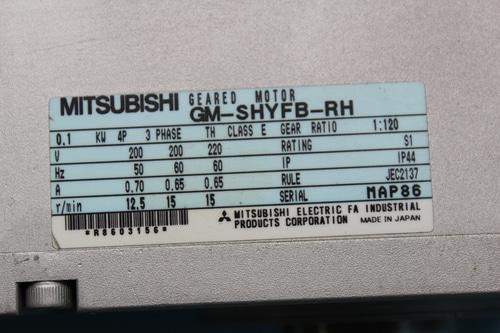 MITSUBISHI GEARED MOTOR
GM-SHYFB-RH
0.1 KW 4P 3 PHASE TH CLASS E GEAR RATIO 1:120
V 200 200 220 RATING S1
Hz 50 60 60 IP IP44
A 0.70 0.65 0.65 RULE JEC2137
r/min 12.5 15 15 SERIAL MAP86
*R8603156*
MITSUBISHI ELECTRIC FA INDUSTRIAL
PRODUCTS CORPORATION MADE IN JAPAN